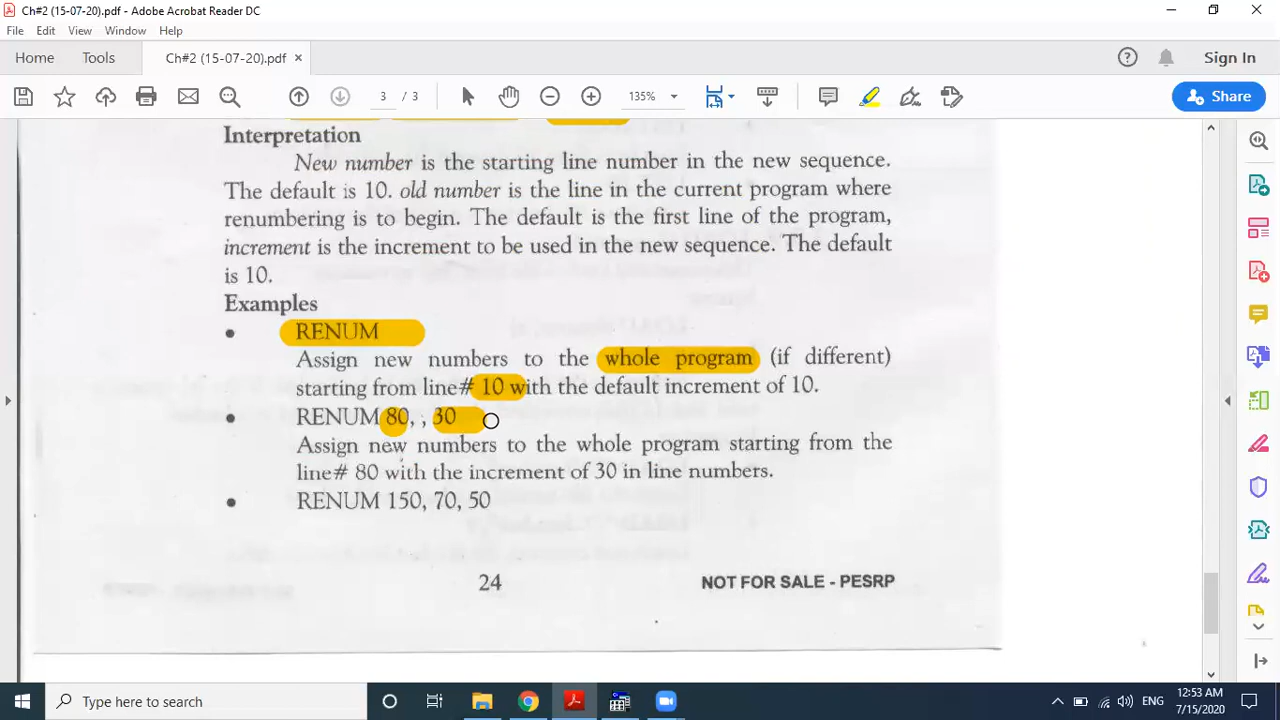 Ch#2 (15-07-20).pdf - Adobe Acrobat Reader DC
File Edit View Window Help
Home Tools Ch#2 (15-07-20).pdf × Sign In
3 / 3 135% Share
Interpretation
New number is the starting line number in the new sequence.
The default is 10. old number is the line in the current program where
renumbering is to begin. The default is the first line of the program,
increment is the increment to be used in the new sequence. The default
is 10.
Examples
• RENUM
Assign new numbers to the whole program (if different)
starting from line# 10 with the default increment of 10.
• RENUM 80, , 30
Assign new numbers to the whole program starting from the
line# 80 with the increment of 30 in line numbers.
• RENUM 150, 70, 50
24 NOT FOR SALE - PESRP
Type here to search
ENG
12:53 AM
7/15/2020